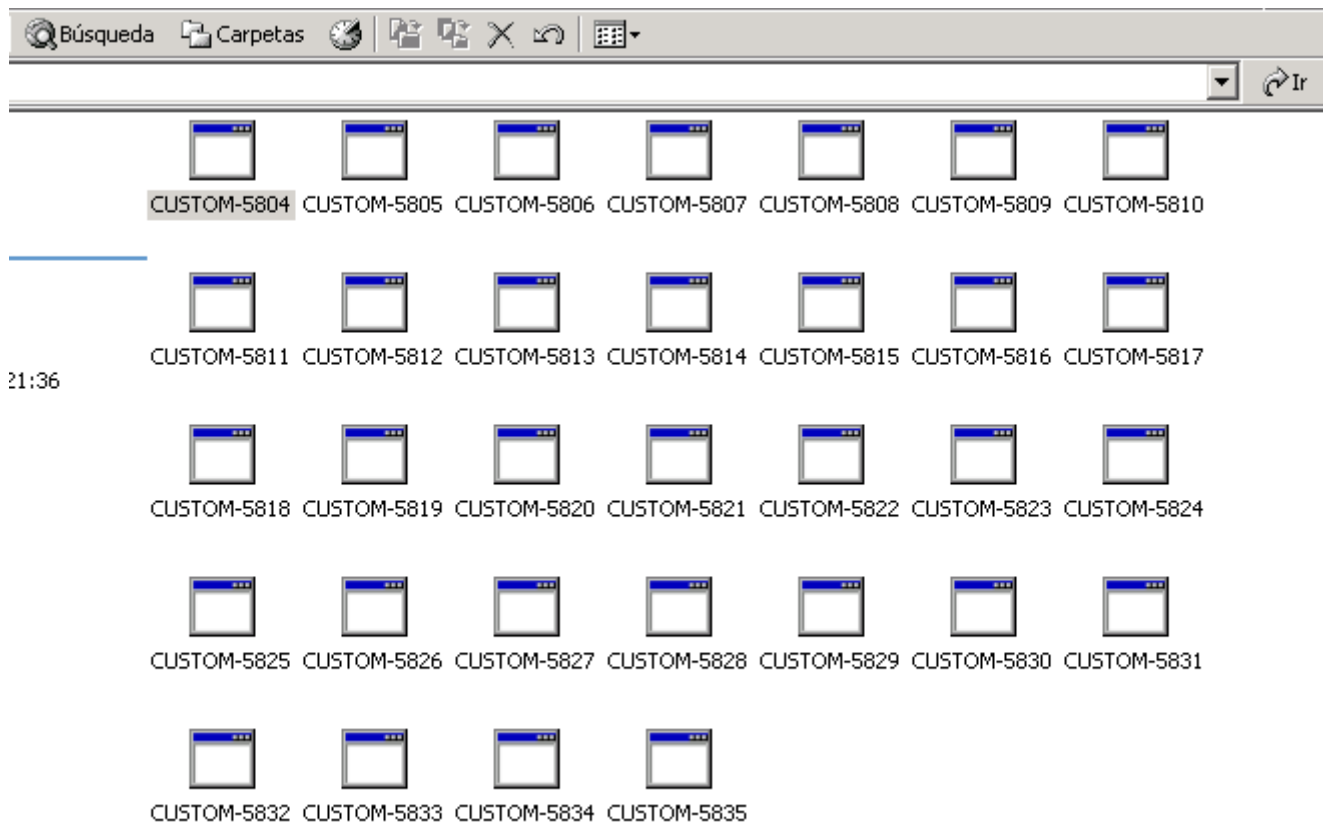 Búsqueda Carpetas
Ir
CUSTOM-5804 CUSTOM-5805 CUSTOM-5806 CUSTOM-5807 CUSTOM-5808 CUSTOM-5809 CUSTOM-5810
CUSTOM-5811 CUSTOM-5812 CUSTOM-5813 CUSTOM-5814 CUSTOM-5815 CUSTOM-5816 CUSTOM-5817
21:36
CUSTOM-5818 CUSTOM-5819 CUSTOM-5820 CUSTOM-5821 CUSTOM-5822 CUSTOM-5823 CUSTOM-5824
CUSTOM-5825 CUSTOM-5826 CUSTOM-5827 CUSTOM-5828 CUSTOM-5829 CUSTOM-5830 CUSTOM-5831
CUSTOM-5832 CUSTOM-5833 CUSTOM-5834 CUSTOM-5835